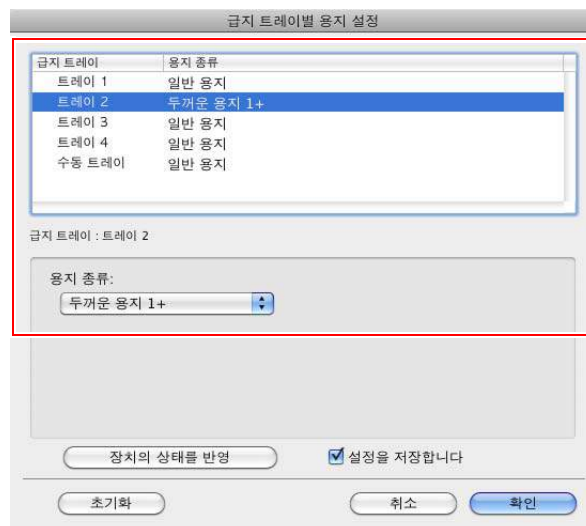 급지 트레이별 용지 설정
급지 트레이 용지 종류
트레이 1 일반 용지
트레이 2 두꺼운 용지 1+
트레이 3 일반 용지
트레이 4 일반 용지
수동 트레이 일반 용지
급지 트레이 : 트레이 2
용지 종류:
두꺼운 용지 1+
장치의 상태를 반영 설정을 저장합니다
초기화 취소 확인